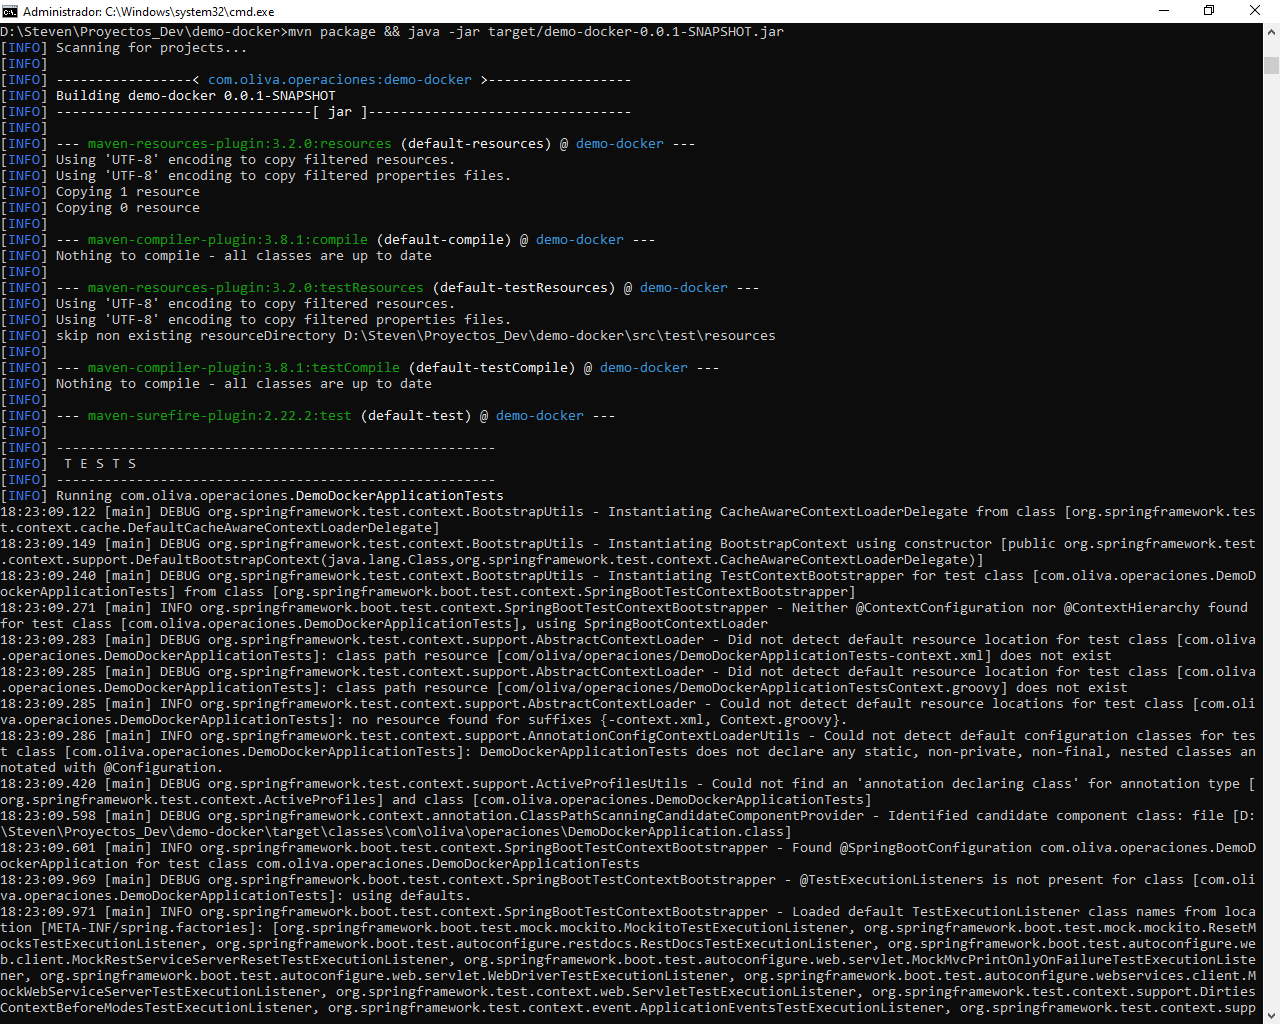 Administrador: C:\Windows\system32\cmd.exe
D:\Steven\Proyectos_Dev\demo-docker>mvn package && java -jar target/demo-docker-0.0.1-SNAPSHOT.jar
[INFO] Scanning for projects...
[INFO]
[INFO] -----------------< com.oliva.operaciones:demo-docker >------------------
[INFO] Building demo-docker 0.0.1-SNAPSHOT
[INFO] --------------------------------[ jar ]---------------------------------
[INFO]
[INFO] --- maven-resources-plugin:3.2.0:resources (default-resources) @ demo-docker ---
[INFO] Using 'UTF-8' encoding to copy filtered resources.
[INFO] Using 'UTF-8' encoding to copy filtered properties files.
[INFO] Copying 1 resource
[INFO] Copying 0 resource
[INFO]
[INFO] --- maven-compiler-plugin:3.8.1:compile (default-compile) @ demo-docker ---
[INFO] Nothing to compile - all classes are up to date
[INFO]
[INFO] --- maven-resources-plugin:3.2.0:testResources (default-testResources) @ demo-docker ---
[INFO] Using 'UTF-8' encoding to copy filtered resources.
[INFO] Using 'UTF-8' encoding to copy filtered properties files.
[INFO] skip non existing resourceDirectory D:\Steven\Proyectos_Dev\demo-docker\src\test\resources
[INFO]
[INFO] --- maven-compiler-plugin:3.8.1:testCompile (default-testCompile) @ demo-docker ---
[INFO] Nothing to compile - all classes are up to date
[INFO]
[INFO] --- maven-surefire-plugin:2.22.2:test (default-test) @ demo-docker ---
[INFO]
[INFO] -------------------------------------------------------
[INFO]  T E S T S
[INFO] -------------------------------------------------------
[INFO] Running com.oliva.operaciones.DemoDockerApplicationTests
18:23:09.122 [main] DEBUG org.springframework.test.context.BootstrapUtils - Instantiating CacheAwareContextLoaderDelegate from class [org.springframework.tes
t.context.cache.DefaultCacheAwareContextLoaderDelegate]
18:23:09.149 [main] DEBUG org.springframework.test.context.BootstrapUtils - Instantiating BootstrapContext using constructor [public org.springframework.test
.context.support.DefaultBootstrapContext(java.lang.Class,org.springframework.test.context.CacheAwareContextLoaderDelegate)]
18:23:09.240 [main] DEBUG org.springframework.test.context.BootstrapUtils - Instantiating TestContextBootstrapper for test class [com.oliva.operaciones.DemoD
ockerApplicationTests] from class [org.springframework.boot.test.context.SpringBootTestContextBootstrapper]
18:23:09.271 [main] INFO org.springframework.boot.test.context.SpringBootTestContextBootstrapper - Neither @ContextConfiguration nor @ContextHierarchy found
for test class [com.oliva.operaciones.DemoDockerApplicationTests], using SpringBootContextLoader
18:23:09.283 [main] DEBUG org.springframework.test.context.support.AbstractContextLoader - Did not detect default resource location for test class [com.oliva
.operaciones.DemoDockerApplicationTests]: class path resource [com/oliva/operaciones/DemoDockerApplicationTests-context.xml] does not exist
18:23:09.285 [main] DEBUG org.springframework.test.context.support.AbstractContextLoader - Did not detect default resource location for test class [com.oliva
.operaciones.DemoDockerApplicationTests]: class path resource [com/oliva/operaciones/DemoDockerApplicationTestsContext.groovy] does not exist
18:23:09.285 [main] INFO org.springframework.test.context.support.AbstractContextLoader - Could not detect default resource locations for test class [com.oli
va.operaciones.DemoDockerApplicationTests]: no resource found for suffixes {-context.xml, Context.groovy}.
18:23:09.286 [main] INFO org.springframework.test.context.support.AnnotationConfigContextLoaderUtils - Could not detect default configuration classes for tes
t class [com.oliva.operaciones.DemoDockerApplicationTests]: DemoDockerApplicationTests does not declare any static, non-private, non-final, nested classes an
notated with @Configuration.
18:23:09.420 [main] DEBUG org.springframework.test.context.support.ActiveProfilesUtils - Could not find an 'annotation declaring class' for annotation type [
org.springframework.test.context.ActiveProfiles] and class [com.oliva.operaciones.DemoDockerApplicationTests]
18:23:09.598 [main] DEBUG org.springframework.context.annotation.ClassPathScanningCandidateComponentProvider - Identified candidate component class: file [D:
\Steven\Proyectos_Dev\demo-docker\target\classes\com\oliva\operaciones\DemoDockerApplication.class]
18:23:09.601 [main] INFO org.springframework.boot.test.context.SpringBootTestContextBootstrapper - Found @SpringBootConfiguration com.oliva.operaciones.DemoD
ockerApplication for test class com.oliva.operaciones.DemoDockerApplicationTests
18:23:09.969 [main] DEBUG org.springframework.boot.test.context.SpringBootTestContextBootstrapper - @TestExecutionListeners is not present for class [com.oli
va.operaciones.DemoDockerApplicationTests]: using defaults.
18:23:09.971 [main] INFO org.springframework.boot.test.context.SpringBootTestContextBootstrapper - Loaded default TestExecutionListener class names from loca
tion [META-INF/spring.factories]: [org.springframework.boot.test.mock.mockito.MockitoTestExecutionListener, org.springframework.boot.test.mock.mockito.ResetM
ocksTestExecutionListener, org.springframework.boot.test.autoconfigure.restdocs.RestDocsTestExecutionListener, org.springframework.boot.test.autoconfigure.we
b.client.MockRestServiceServerResetTestExecutionListener, org.springframework.boot.test.autoconfigure.web.servlet.MockMvcPrintOnlyOnFailureTestExecutionListe
ner, org.springframework.boot.test.autoconfigure.web.servlet.WebDriverTestExecutionListener, org.springframework.boot.test.autoconfigure.webservices.client.M
ockWebServiceServerTestExecutionListener, org.springframework.test.context.web.ServletTestExecutionListener, org.springframework.test.context.support.Dirties
ContextBeforeModesTestExecutionListener, org.springframework.test.context.event.ApplicationEventsTestExecutionListener, org.springframework.test.context.supp